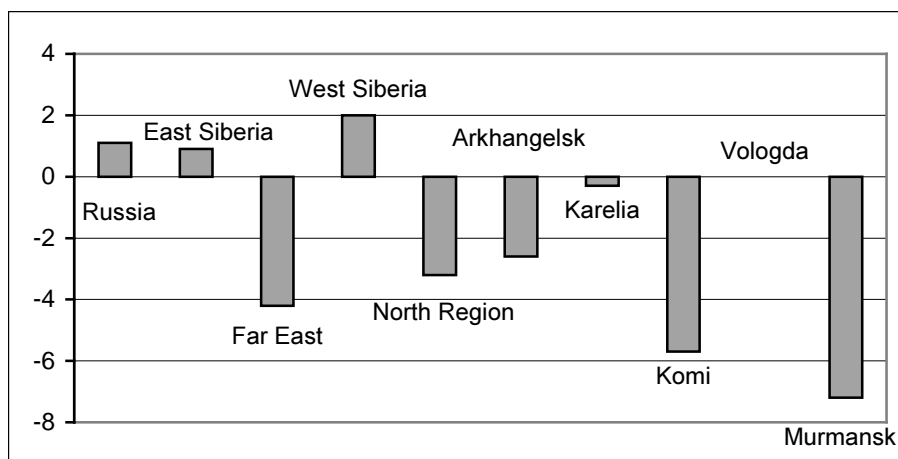 4
West Siberia
2
East Siberia
Arkhangelsk
Vologda
0
Russia
Karelia
-2
North Region
-4
Far East
Komi
-6
-8
Murmansk